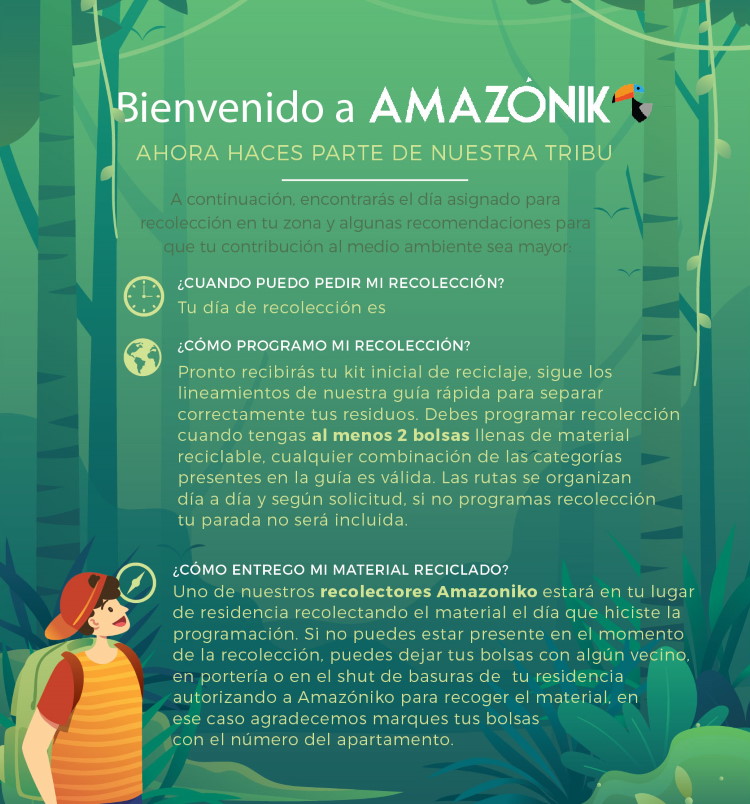 Bienvenido a AMAZÓNIK
AHORA HACES PARTE DE NUESTRA TRIBU
A continuación, encontrarás el día asignado para
recolección en tu zona y algunas recomendaciones para
que tu contribución al medio ambiente sea mayor.
¿CUANDO PUEDO PEDIR MI RECOLECCIÓN?
Tu día de recolección es
¿CÓMO PROGRAMO MI RECOLECCIÓN?
Pronto recibirás tu kit inicial de reciclaje, sigue los
lineamientos de nuestra guía rápida para separar
correctamente tus residuos. Debes programar recolección
cuando tengas al menos 2 bolsas llenas de material
reciclable, cualquier combinación de las categorías
presentes en la guía es válida. Las rutas se organizan
día a día y según solicitud, si no programas recolección
tu parada no será incluida.
¿CÓMO ENTREGO MI MATERIAL RECICLADO?
Uno de nuestros recolectores Amazoniko estará en tu lugar
de residencia recolectando el material el día que hiciste la
programación. Si no puedes estar presente en el momento
de la recolección, puedes dejar tus bolsas con algún vecino,
en portería o en el shut de basuras de tu residencia
autorizando a Amazóniko para recoger el material, en
ese caso agradecemos marques tus bolsas
con el número del apartamento.